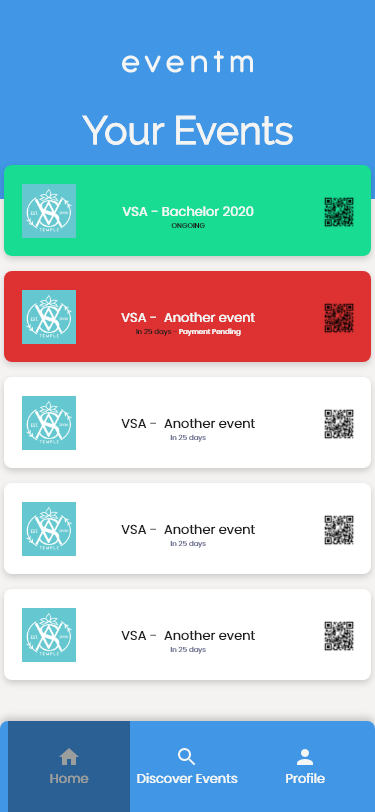 eventm
Your Events
VSA - Bachelor 2020
ONGOING
VSA - Another event
In 25 days - Payment Pending
VSA - Another event
In 25 days
VSA - Another event
In 25 days
VSA - Another event
In 25 days
Home
Discover Events
Profile